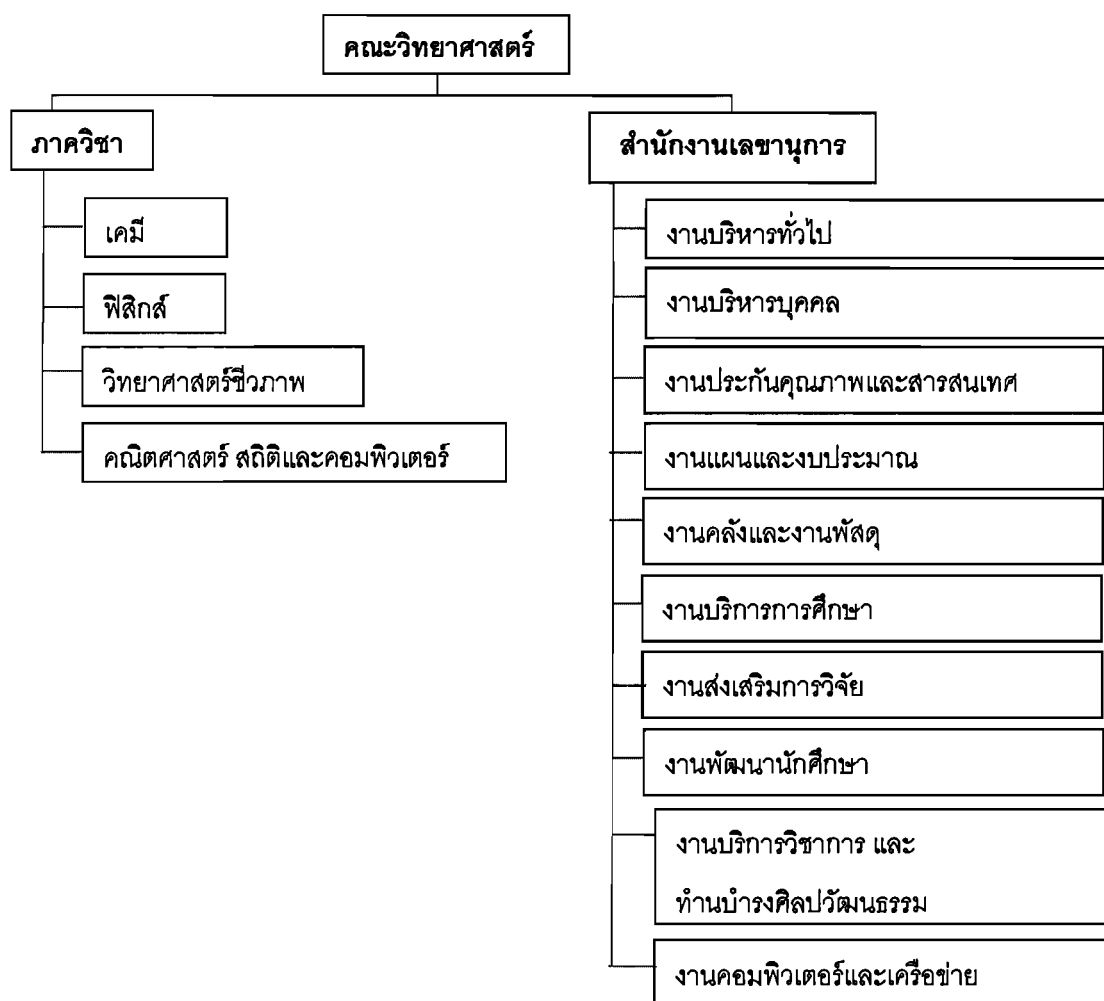 คณะวิทยาศาสตร์
ภาควิชา
เคมี
ฟิสิกส์
วิทยาศาสตร์ชีวภาพ
คณิตศาสตร์ สถิติและคอมพิวเตอร์
สำนักงานเลขานุการ
งานบริหารทั่วไป
งานบริหารบุคคล
งานประกันคุณภาพและสารสนเทศ
งานแผนและงบประมาณ
งานคลังและงานพัสดุ
งานบริการการศึกษา
งานส่งเสริมการวิจัย
งานพัฒนานักศึกษา
งานบริการวิชาการ และ
ทำนบำรงศิลปวัฒนธรรม
งานคอมพิวเตอร์และเครือข่าย